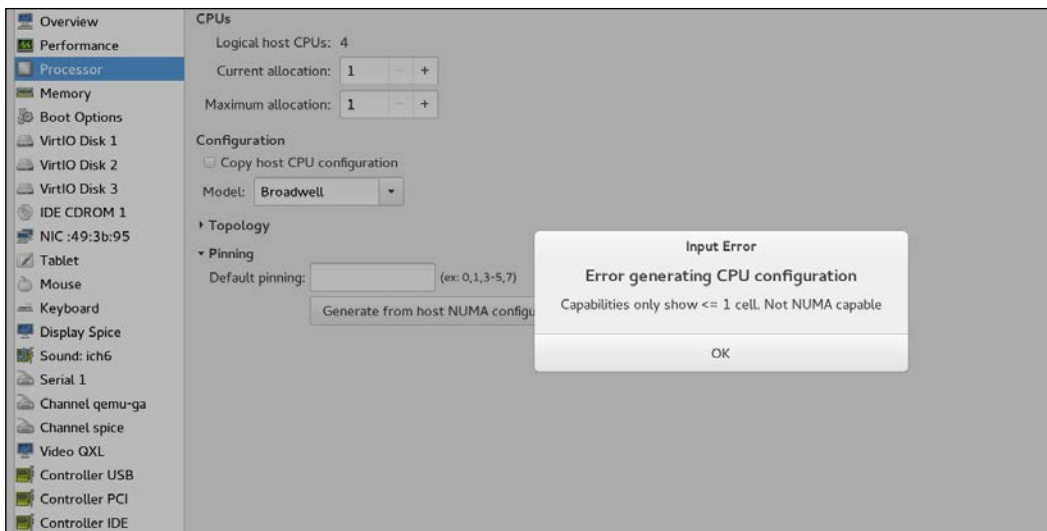 Overview
Performance
Processor
Memory
Boot Options
VirtIO Disk 1
VirtIO Disk 2
VirtIO Disk 3
IDE CDROM 1
NIC :49:3b:95
Tablet
Mouse
Keyboard
Display Spice
Sound: ich6
Serial 1
Channel qemu-ga
Channel spice
Video QXL
Controller USB
Controller PCI
Controller IDE
CPUs
Logical host CPUs: 4
Current allocation: 1 - +
Maximum allocation: 1 - +
Configuration
Copy host CPU configuration
Model: Broadwell
Topology
Pinning
Default pinning: (ex: 0,1,3-5,7)
Generate from host NUMA configu
Input Error
Error generating CPU configuration
Capabilities only show <= 1 cell. Not NUMA capable
OK